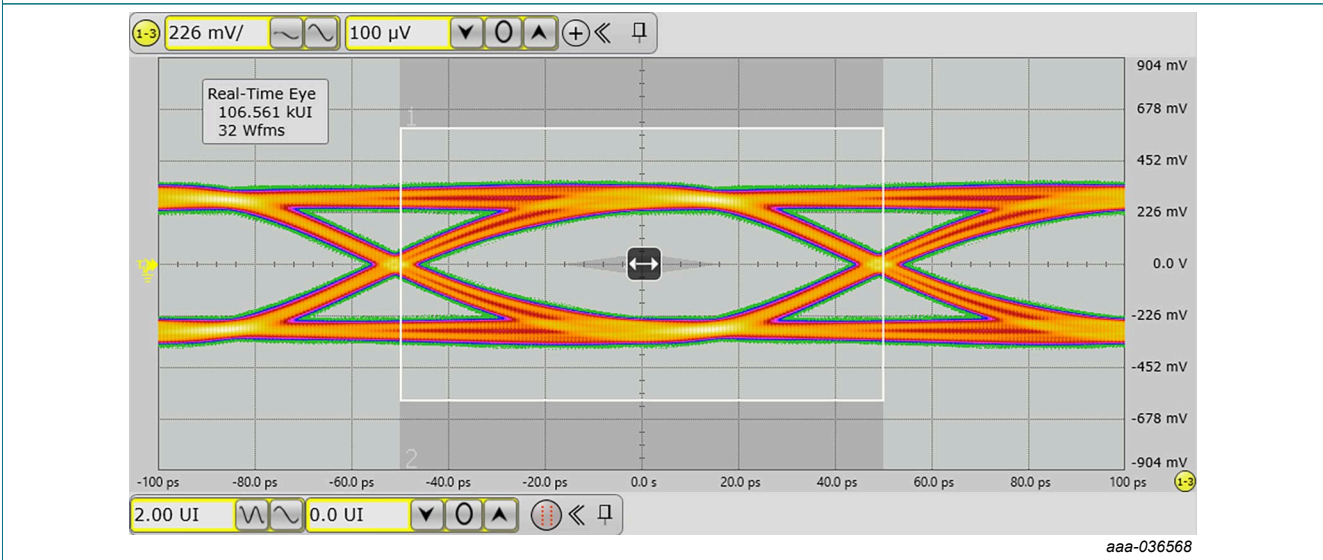 1-3 226 mV/ 100 µV
904 mV
Real-Time Eye
106.561 kUI
32 Wfms
678 mV
1
452 mV
226 mV
0.0 V
-226 mV
-452 mV
-678 mV
2
-904 mV
-100 ps -80.0 ps -60.0 ps -40.0 ps -20.0 ps 0.0 s 20.0 ps 40.0 ps 60.0 ps 80.0 ps 100 ps 1-3
2.00 UI 0.0 UI
aaa-036568